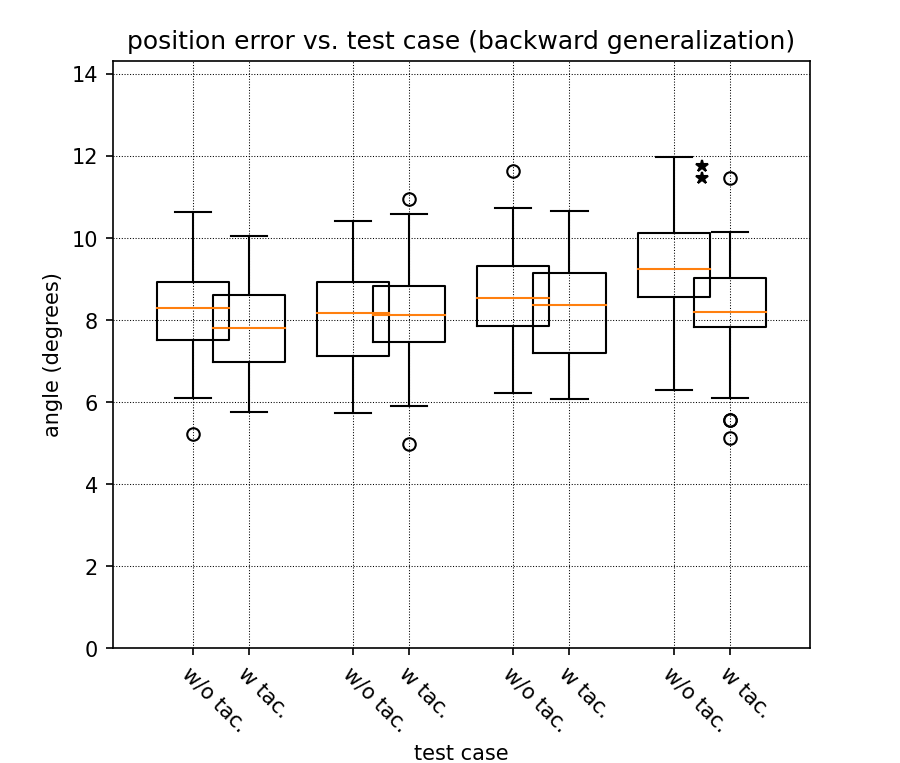 position error vs. test case (backward generalization)
14
12
10
8
6
4
2
0
angle (degrees)
w/o tac.
w tac.
w/o tac.
w tac.
w/o tac.
w tac.
w/o tac.
w tac.
test case